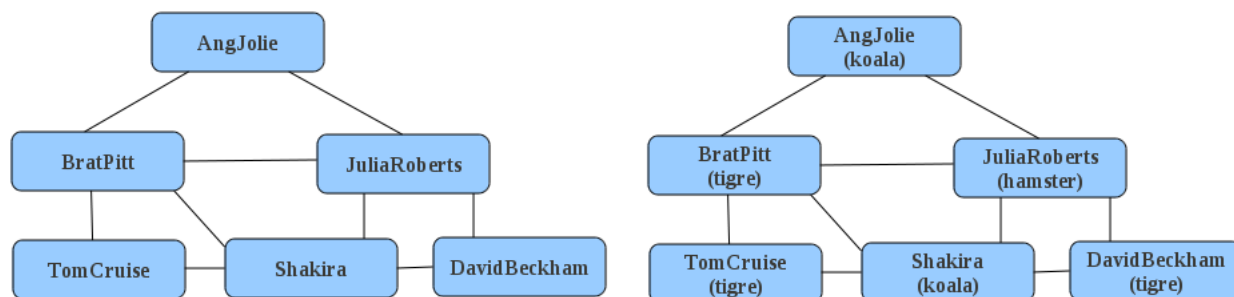 AngJolie
BratPitt
JuliaRoberts
TomCruise
Shakira
DavidBeckham
AngJolie
(koala)
BratPitt
(tigre)
JuliaRoberts
(hamster)
TomCruise
(tigre)
Shakira
(koala)
DavidBeckham
(tigre)